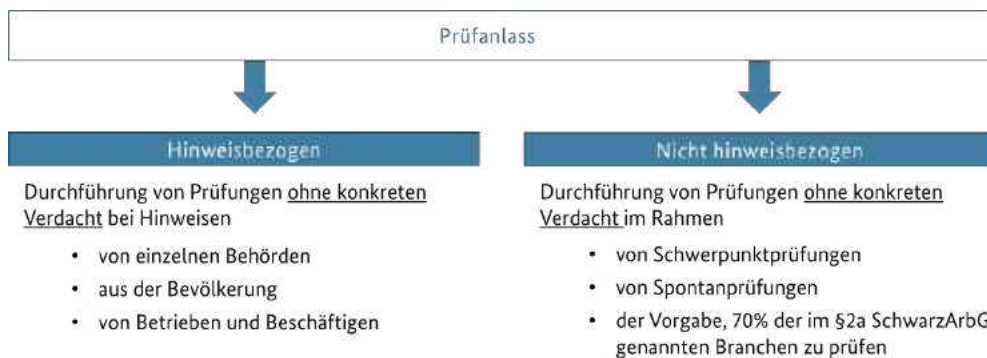 Prüfanlass
Hinweisbezogen
Durchführung von Prüfungen ohne konkreten
Verdacht bei Hinweisen
• von einzelnen Behörden
• aus der Bevölkerung
• von Betrieben und Beschäftigen
Nicht hinweisbezogen
Durchführung von Prüfungen ohne konkreten
Verdacht im Rahmen
• von Schwerpunktprüfungen
• von Spontanprüfungen
• der Vorgabe, 70% der im §2a SchwarzArbG
genannten Branchen zu prüfen